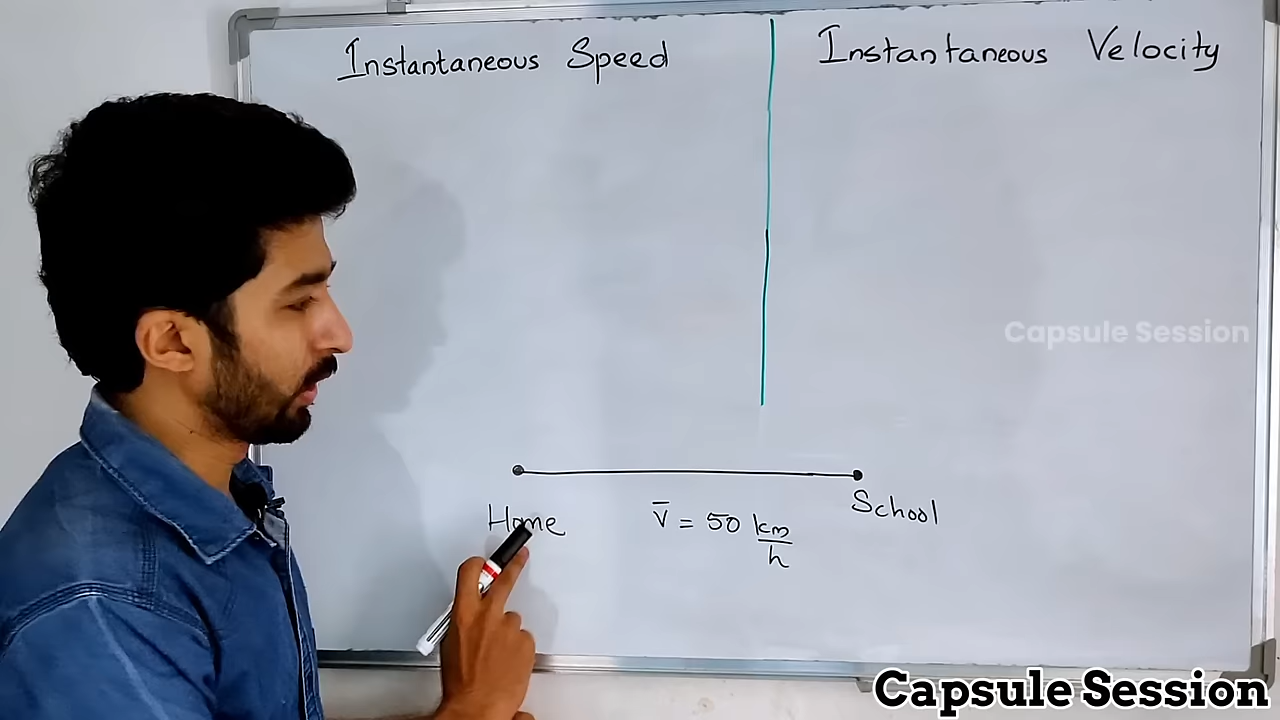 Instantaneous Speed
Instantaneous Velocity
Capsule Session
Home
V̅ = 50 km/h
School
Capsule Session